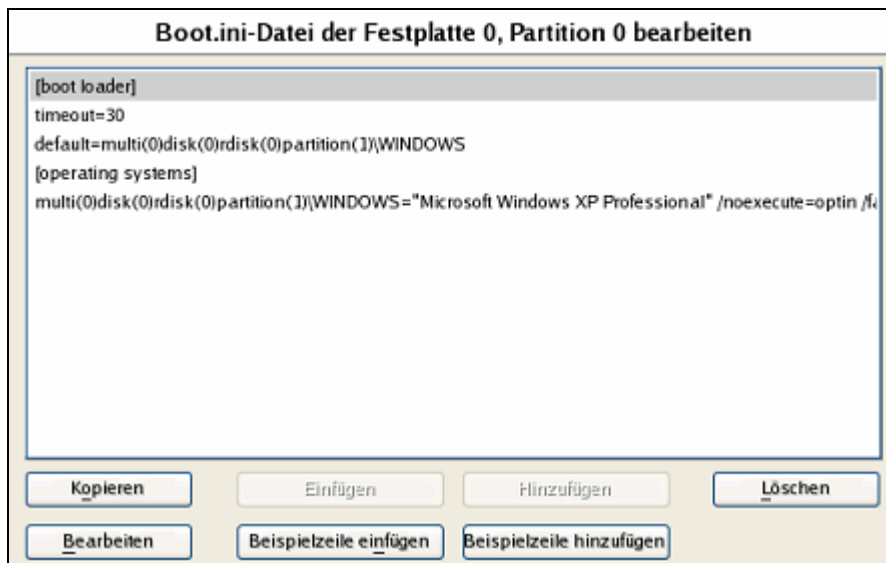 Boot.ini-Datei der Festplatte 0, Partition 0 bearbeiten
[boot loader]
timeout=30
default=multi(0)disk(0)rdisk(0)partition(1)\WINDOWS
[operating systems]
multi(0)disk(0)rdisk(0)partition(1)\WINDOWS="Microsoft Windows XP Professional" /noexecute=optin
Kopieren Einfügen Hinzufügen Löschen
Bearbeiten Beispielzeile einfügen Beispielzeile hinzufügen